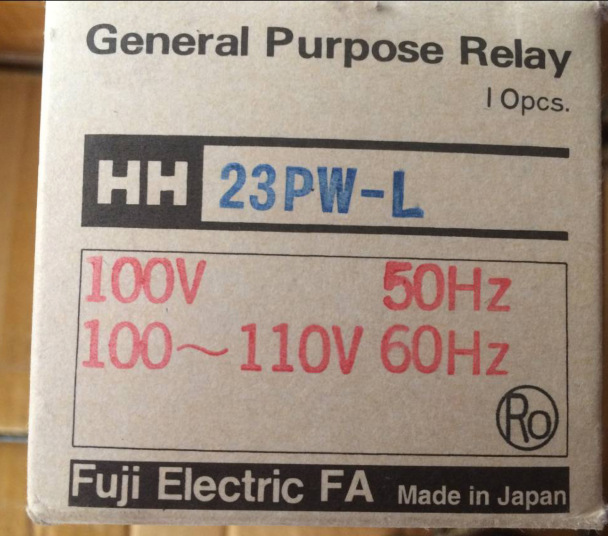 General Purpose Relay
10pcs.
HH 23PW-L
100V 50Hz
100～110V 60Hz
Ro
Fuji Electric FA Made in Japan